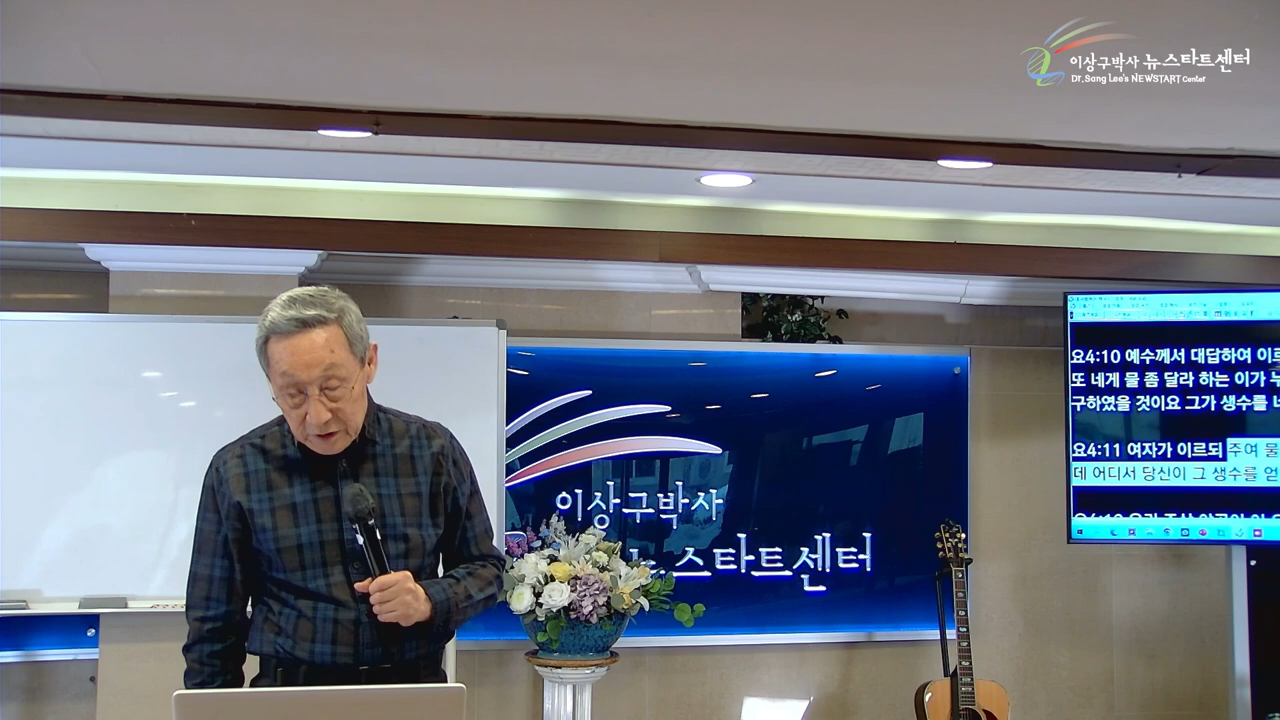 이상구박사 뉴스타트센터
Dr. Sang Lee's NEWSTART Center
이상구박사
뉴스타트센터
요4:10 예수께서 대답하여 이르
또 네게 물 좀 달라 하는 이가 누
구하였을 것이요 그가 생수를 너
요4:11 여자가 이르되 주여 물
데 어디서 당신이 그 생수를 얻